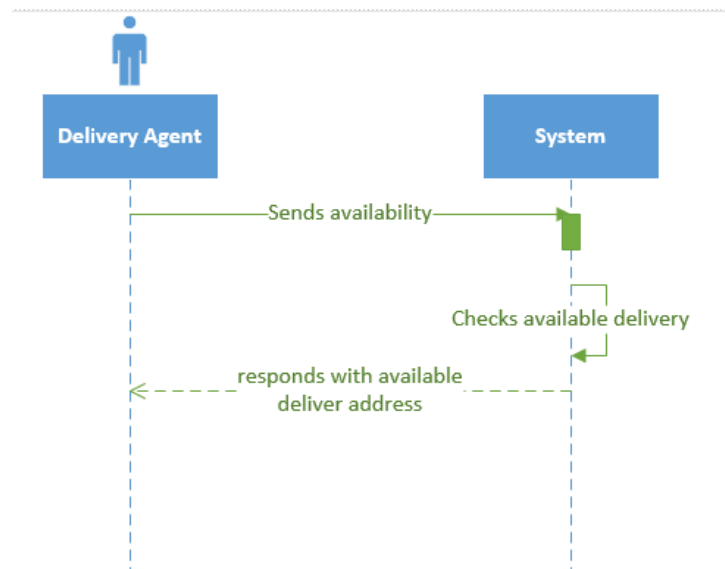 Delivery Agent
System
Sends availability
Checks available delivery
responds with available
deliver address